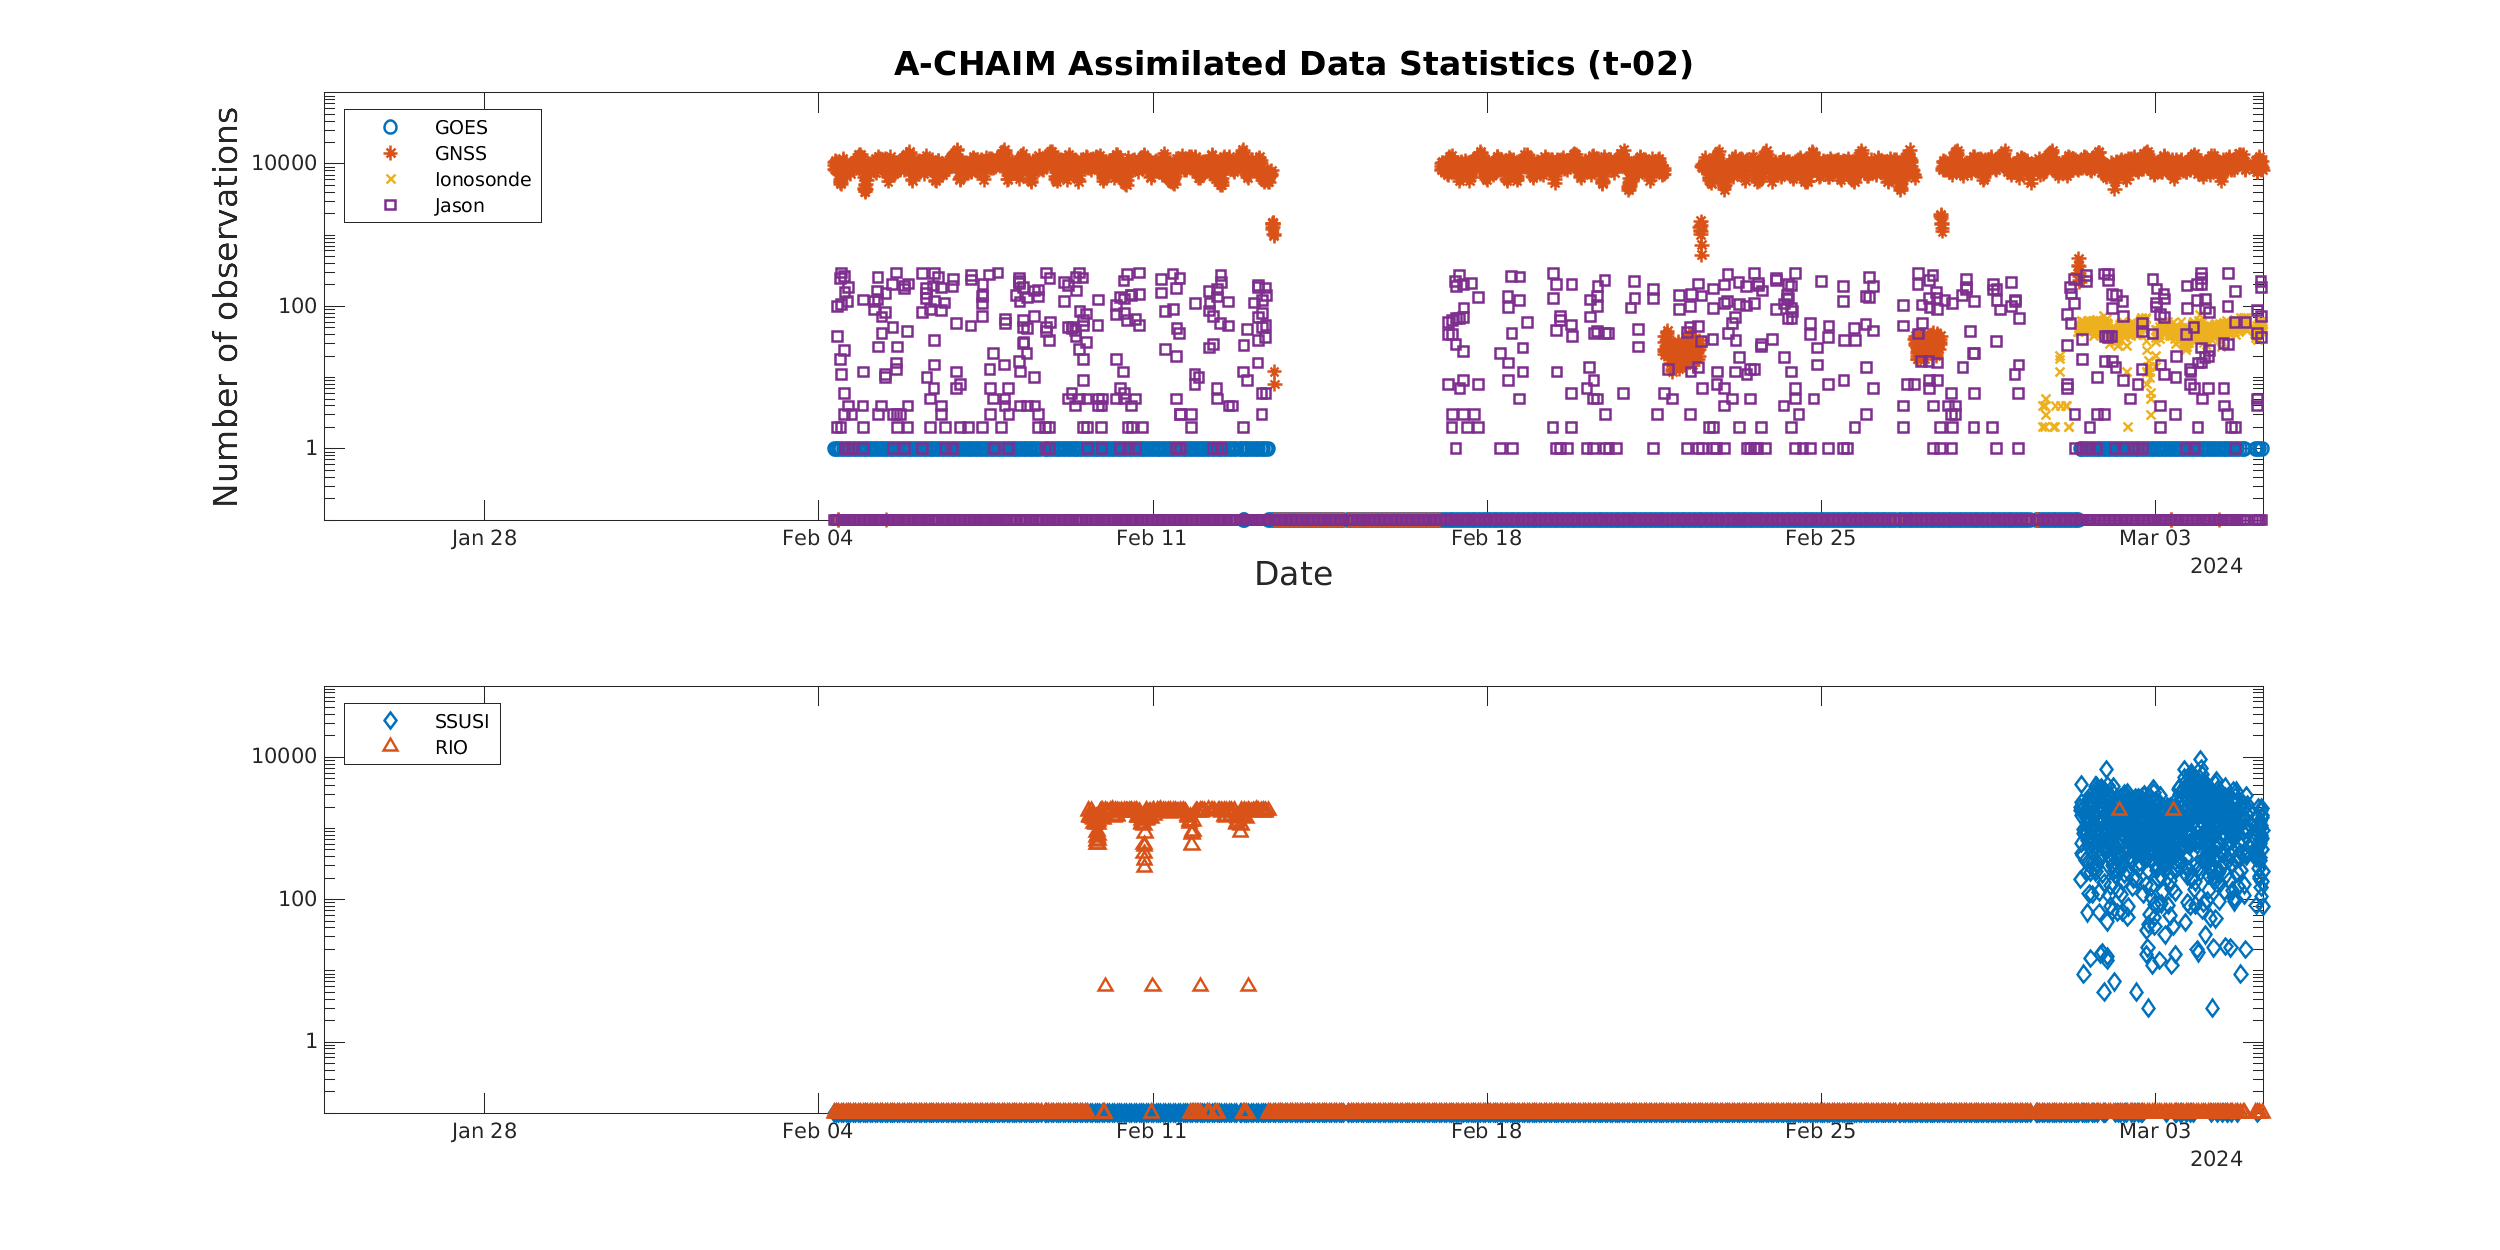 A-CHAIM Assimilated Data Statistics (t-02)
Number of observations
GOES
GNSS
Ionosonde
Jason
10000
100
1
Jan 28
Feb 04
Feb 11
Feb 18
Feb 25
Mar 03
2024
Date
SSUSI
RIO
10000
100
1
Jan 28
Feb 04
Feb 11
Feb 18
Feb 25
Mar 03
2024